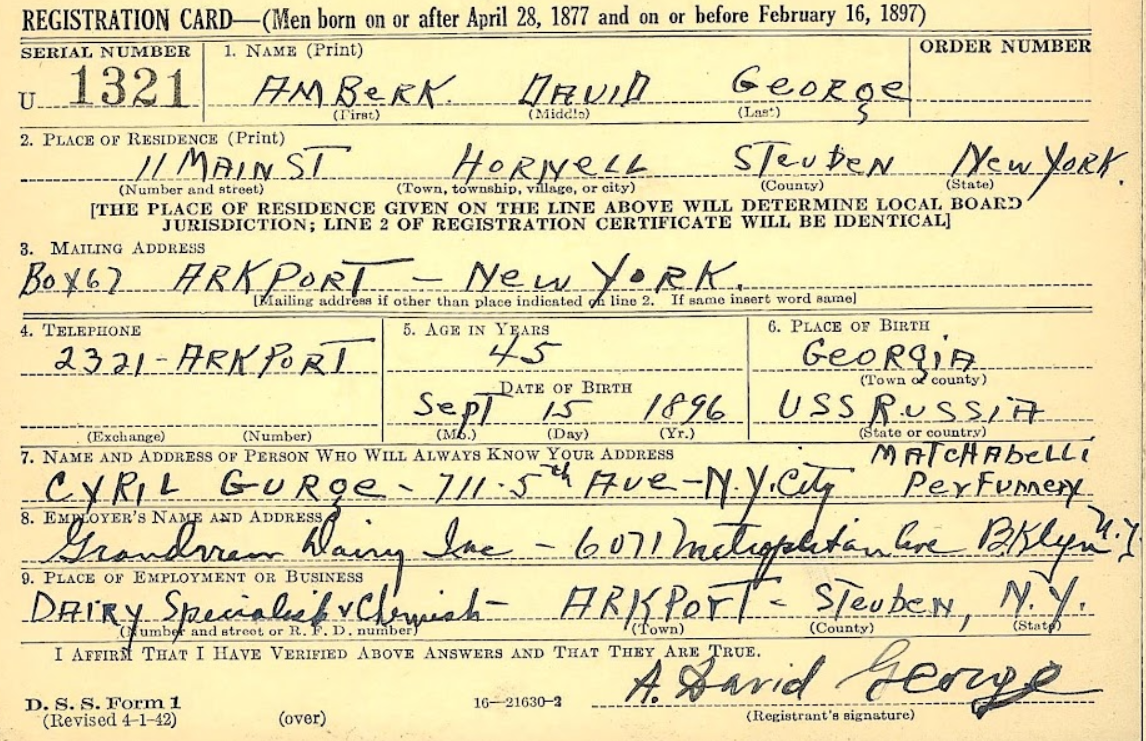 REGISTRATION CARD—(Men born on or after April 28, 1877 and on or before February 16, 1897)
SERIAL NUMBER 1. NAME (Print) ORDER NUMBER
U 1321 AMBERK DAVID GEORGE
(First) (Middle) (Last)
2. PLACE OF RESIDENCE (Print)
11 MAIN ST HORNELL STEUBEN NEW YORK.
(Number and street) (Town, township, village, or city) (County) (State)
[THE PLACE OF RESIDENCE GIVEN ON THE LINE ABOVE WILL DETERMINE LOCAL BOARD
JURISDICTION; LINE 2 OF REGISTRATION CERTIFICATE WILL BE IDENTICAL]
3. MAILING ADDRESS
Box 67 ARKPORT - NEW YORK.
[Mailing address if other than place indicated on line 2. If same insert word same]
4. TELEPHONE 5. AGE IN YEARS 6. PLACE OF BIRTH
2321-ARKPORT 45 GEORGIA
(Town or county)
DATE OF BIRTH
Sept 15 1896 USS RUSSIA
(Exchange) (Number) (Mo.) (Day) (Yr.) (State or country)
7. NAME AND ADDRESS OF PERSON WHO WILL ALWAYS KNOW YOUR ADDRESS MATCHABELLI
CYRIL GURGE - 711-5th Ave - N.Y. City PERFUMERY
8. EMPLOYER'S NAME AND ADDRESS
Grandview Dairy Inc - 6071 Metropolitan Ave BKlyn N.Y.
9. PLACE OF EMPLOYMENT OR BUSINESS
DAIRY Specialist & Chemist - ARKPORT - STEUBEN, N.Y.
(Number and street or R. F. D. number) (Town) (County) (State)
I AFFIRM THAT I HAVE VERIFIED ABOVE ANSWERS AND THAT THEY ARE TRUE.
A. David George
D. S. S. Form 1 16—21630-2
(Revised 4-1-42) (over) (Registrant's signature)